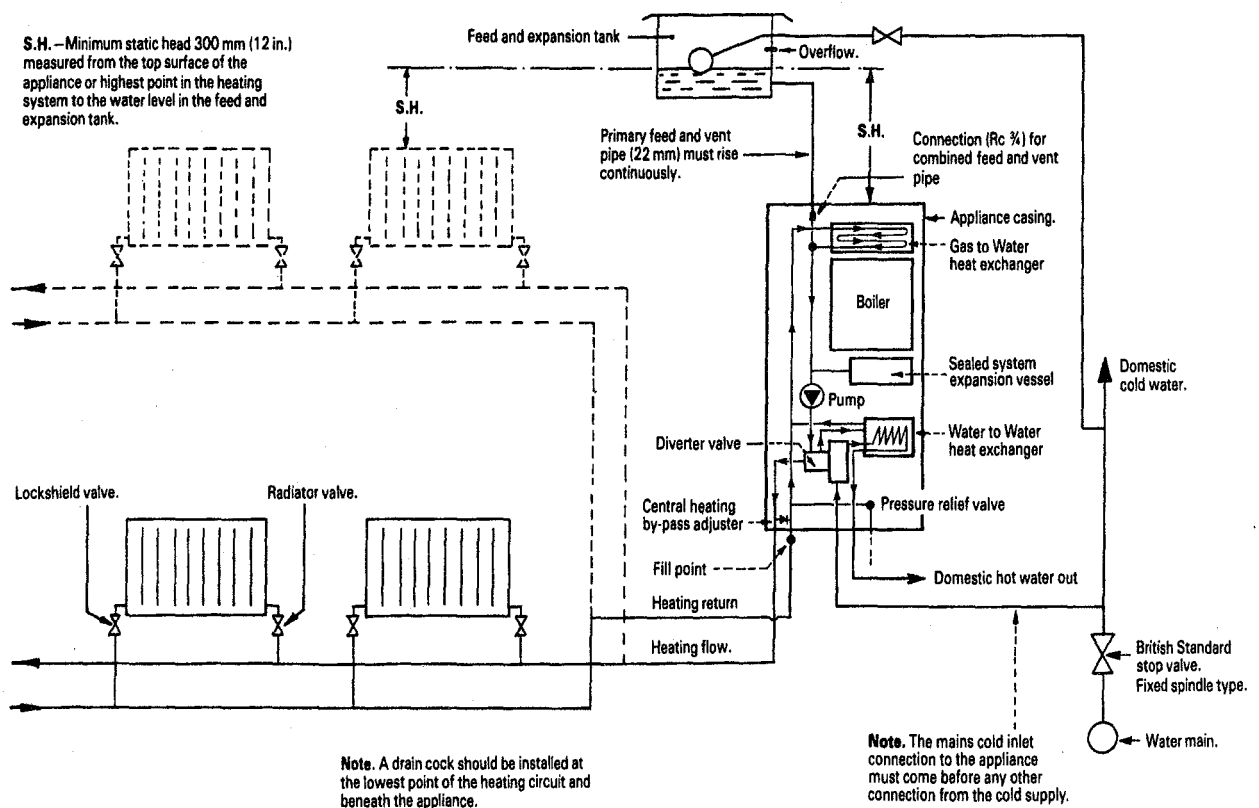 S.H. – Minimum static head 300 mm (12 in.)
measured from the top surface of the
appliance or highest point in the heating
system to the water level in the feed and
expansion tank.
Feed and expansion tank
Overflow.
S.H.
S.H.
Primary feed and vent
pipe (22 mm) must rise
continuously.
Connection (Rc ¾) for
combined feed and vent
pipe
Appliance casing.
Gas to Water
heat exchanger
Boiler
Sealed system
expansion vessel
Domestic
cold water.
Pump
Water to Water
heat exchanger
Diverter valve
Lockshield valve.
Radiator valve.
Central heating
by-pass adjuster
Pressure relief valve
Fill point
Domestic hot water out
Heating return
Heating flow.
British Standard
stop valve.
Fixed spindle type.
Water main.
Note. The mains cold inlet
connection to the appliance
must come before any other
connection from the cold supply.
Note. A drain cock should be installed at
the lowest point of the heating circuit and
beneath the appliance.